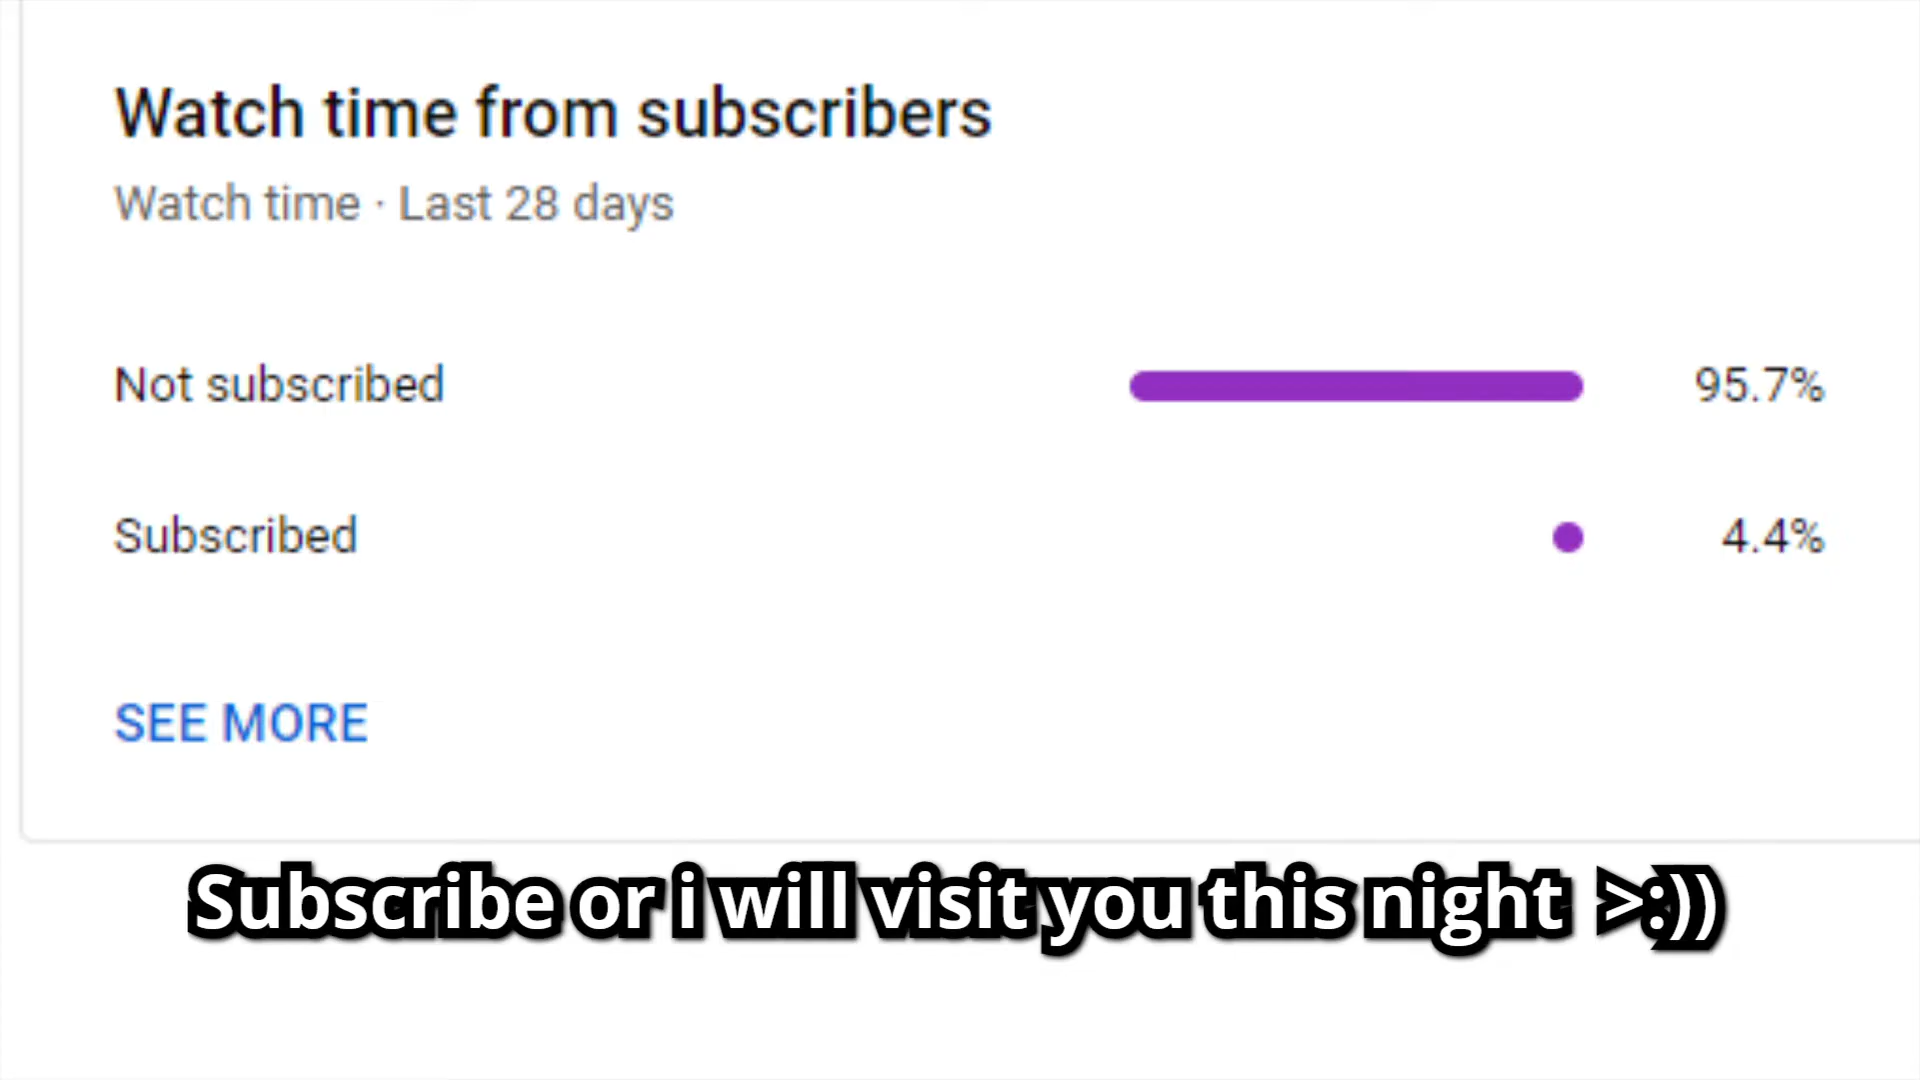 Watch time from subscribers
Watch time · Last 28 days
Not subscribed 95.7%
Subscribed 4.4%
SEE MORE
Subscribe or i will visit you this night >:))